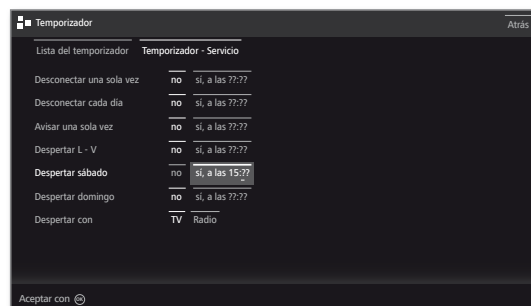 Temporizador
Atrás
Lista del temporizador Temporizador - Servicio
Desconectar una sola vez no sí, a las ??:??
Desconectar cada día no sí, a las ??:??
Avisar una sola vez no sí, a las ??:??
Despertar L - V no sí, a las ??:??
Despertar sábado no sí, a las 15:??
Despertar domingo no sí, a las ??:??
Despertar con TV Radio
Aceptar con OK